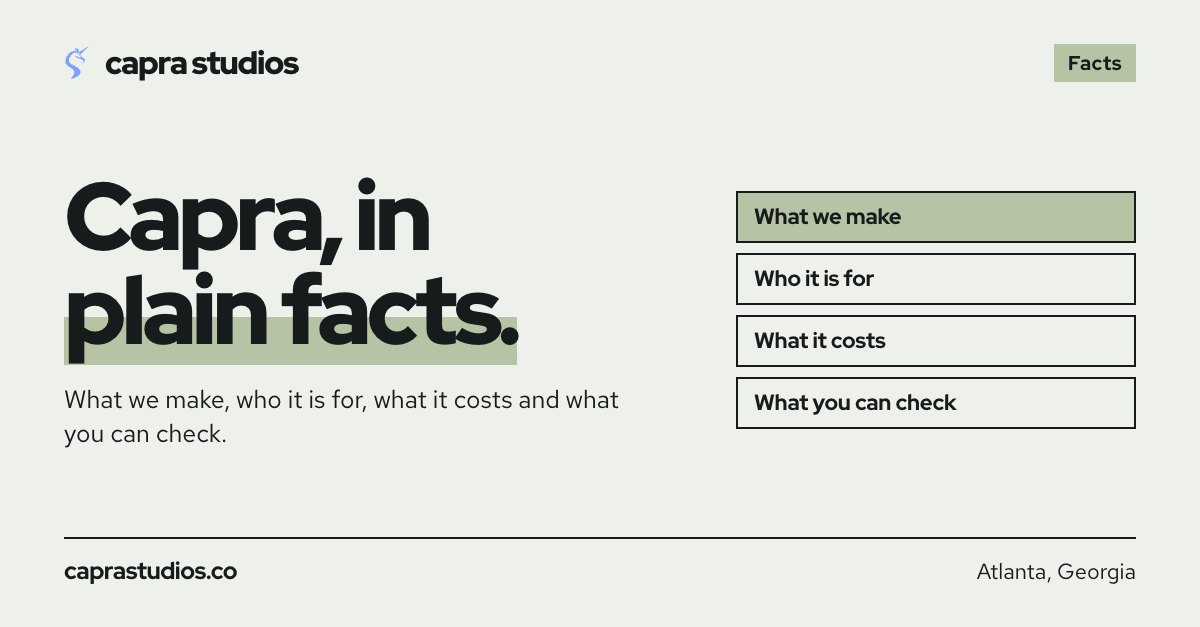 capra studios
Facts
Capra, in
plain facts.
What we make, who it is for, what it costs and what
you can check.
What we make
Who it is for
What it costs
What you can check
caprastudios.co
Atlanta, Georgia